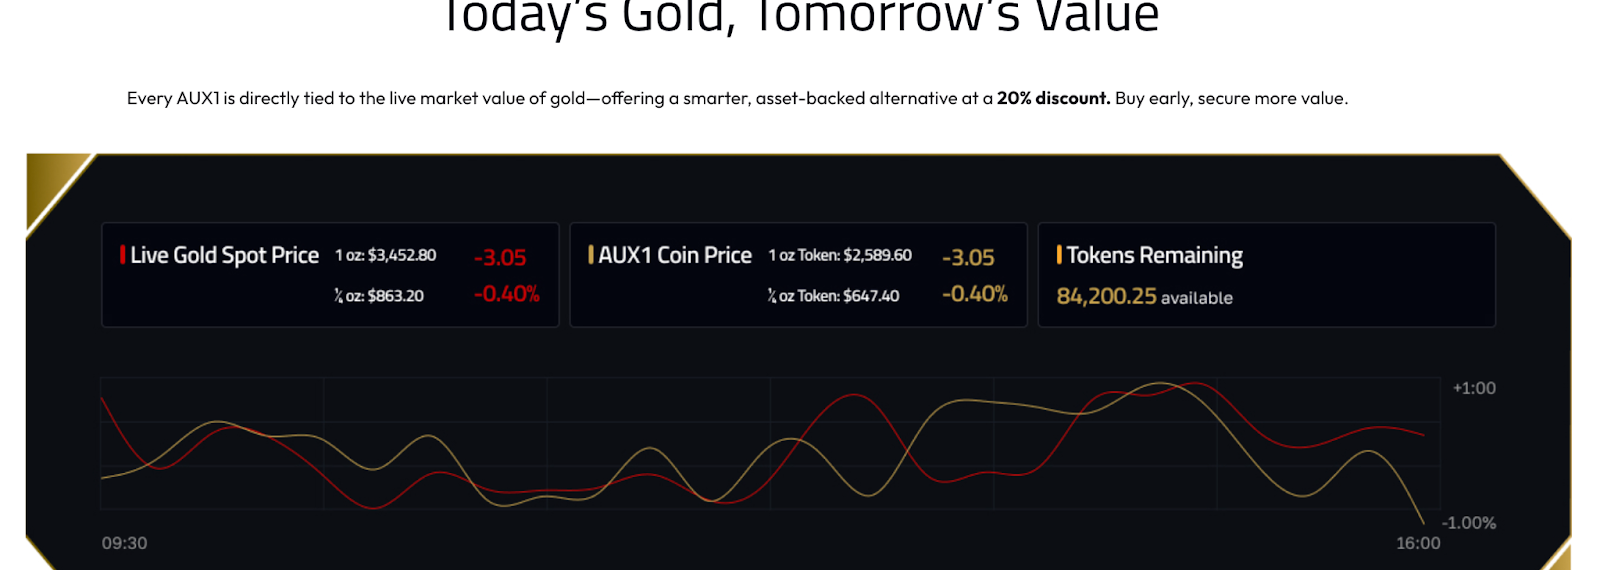 Today's Gold, Tomorrow's Value
Every AUX1 is directly tied to the live market value of gold—offering a smarter, asset-backed alternative at a 20% discount. Buy early, secure more value.
Live Gold Spot Price
1 oz: $3,452.80
-3.05
¼ oz: $863.20
-0.40%
AUX1 Coin Price
1 oz Token: $2,589.60
-3.05
¼ oz Token: $647.40
-0.40%
Tokens Remaining
84,200.25 available
+1:00
-1.00%
09:30
16:00